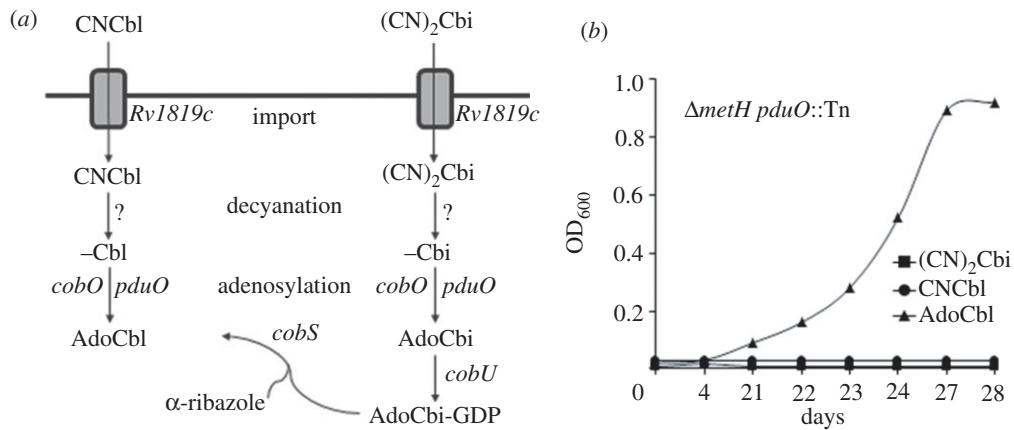 (a)
CNCbl
(CN)₂Cbi
Rv1819c
import
Rv1819c
CNCbl
(CN)₂Cbi
?
decyanation
?
–Cbl
–Cbi
cobO pduO
adenosylation
cobO pduO
AdoCbl
cobS
AdoCbi
cobU
α-ribazole
AdoCbi-GDP
(b)
ΔmetH pduO::Tn
OD₆₀₀
1.0
0.8
0.6
0.4
0.2
0
(CN)₂Cbi
CNCbl
AdoCbl
4 21 22 23 24 27 28
days